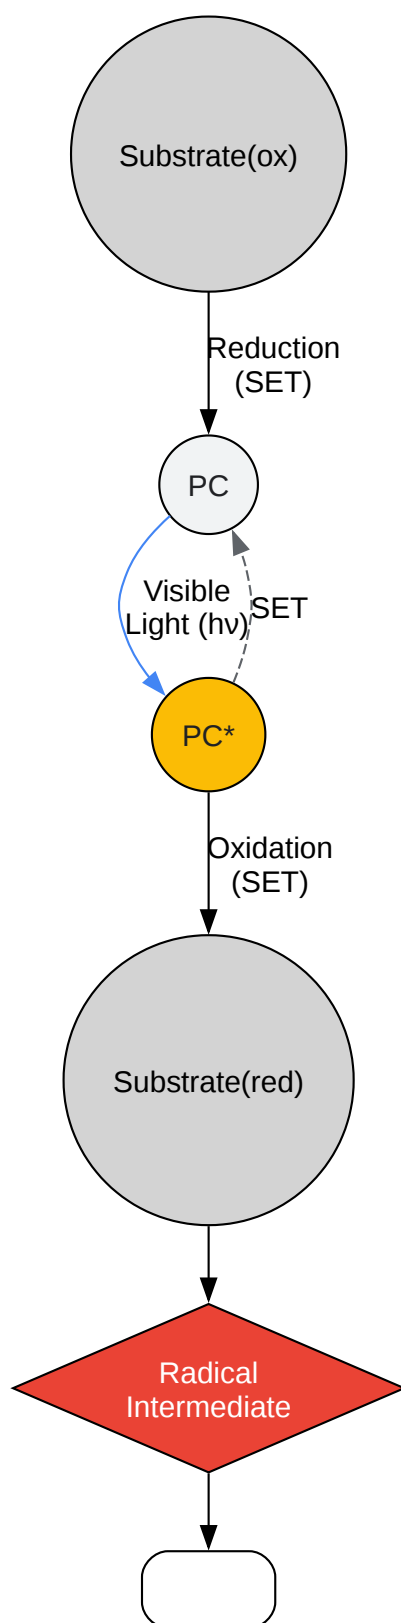 Substrate(ox)
Reduction
(SET)
PC
Visible
Light (hν)
SET
PC*
Oxidation
(SET)
Substrate(red)
Radical
Intermediate